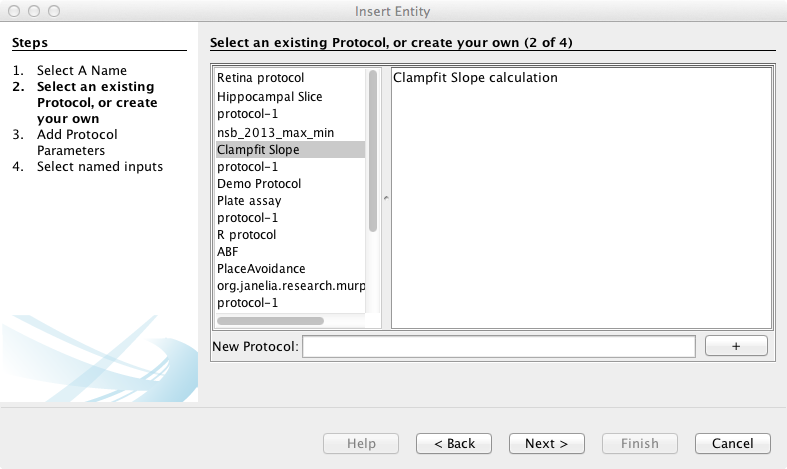 Insert Entity
Steps
1. Select A Name
2. Select an existing
Protocol, or create
your own
3. Add Protocol
Parameters
4. Select named inputs
Select an existing Protocol, or create your own (2 of 4)
Retina protocol
Hippocampal Slice
protocol-1
nsb_2013_max_min
Clampfit Slope
protocol-1
Demo Protocol
Plate assay
protocol-1
R protocol
ABF
PlaceAvoidance
org.janelia.research.murp
protocol-1
Clampfit Slope calculation
New Protocol:
+
Help
< Back
Next >
Finish
Cancel